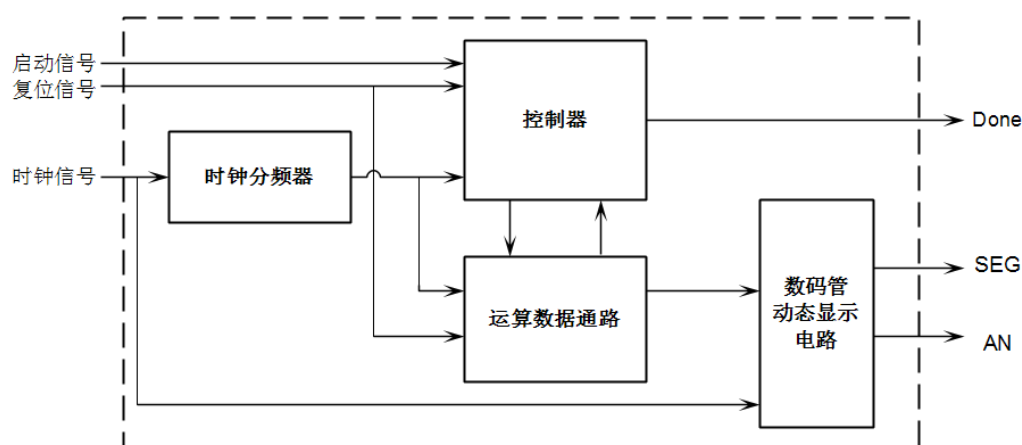 启动信号
复位信号
控制器
Done
时钟信号
时钟分频器
运算数据通路
数码管
动态显示
电路
SEG
AN